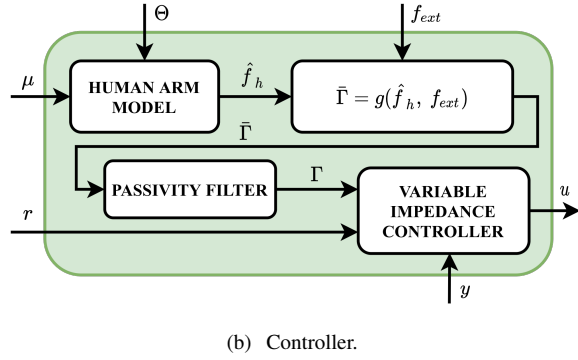 Θ
f_ext
μ
HUMAN ARM
MODEL
f̂_h
Γ̄ = g(f̂_h, f_ext)
Γ̄
PASSIVITY FILTER
Γ
VARIABLE
IMPEDANCE
CONTROLLER
u
r
y
(b) Controller.